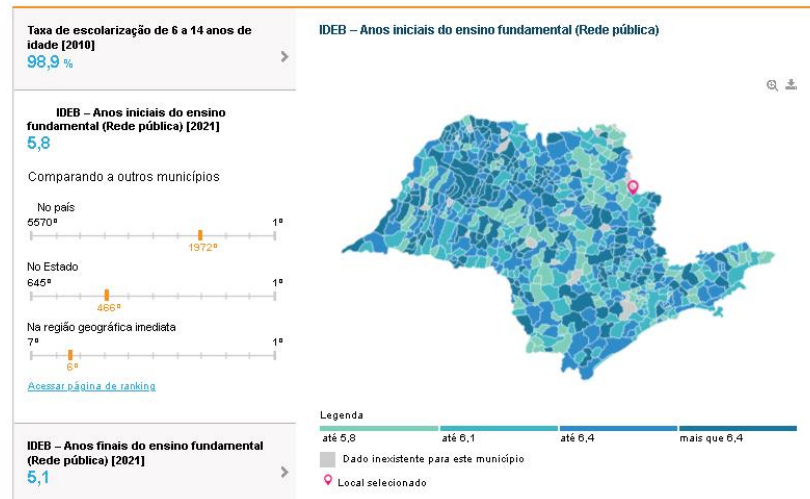 Taxa de escolarização de 6 a 14 anos de
idade [2010]
98,9 %
IDEB – Anos iniciais do ensino
fundamental (Rede pública) [2021]
5,8
Comparando a outros municípios
No país
5570º 1º
1972º
No Estado
645º 1º
466º
Na região geográfica imediata
7º 1º
6º
Acessar página de ranking
IDEB – Anos finais do ensino fundamental
(Rede pública) [2021]
5,1
IDEB – Anos iniciais do ensino fundamental (Rede pública)
Legenda
até 5,8 até 6,1 até 6,4 mais que 6,4
Dado inexistente para este município
Local selecionado